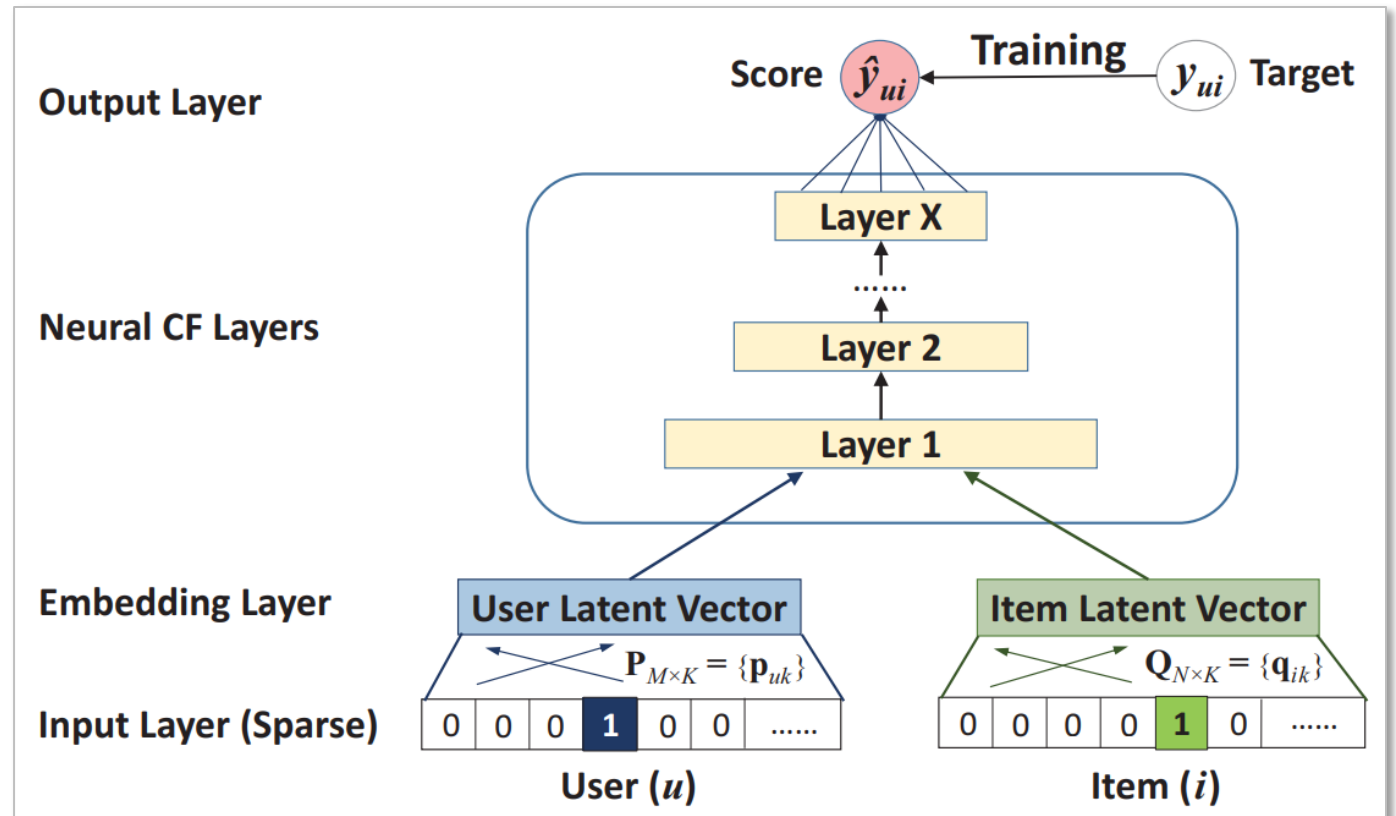 Output Layer
Score
ŷui
Training
yui
Target
Neural CF Layers
Layer X
......
Layer 2
Layer 1
Embedding Layer
User Latent Vector
Item Latent Vector
PM×K = {puk}
QN×K = {qik}
Input Layer (Sparse)
0 0 0 1 0 0 ......
0 0 0 0 1 0 ......
User (u)
Item (i)